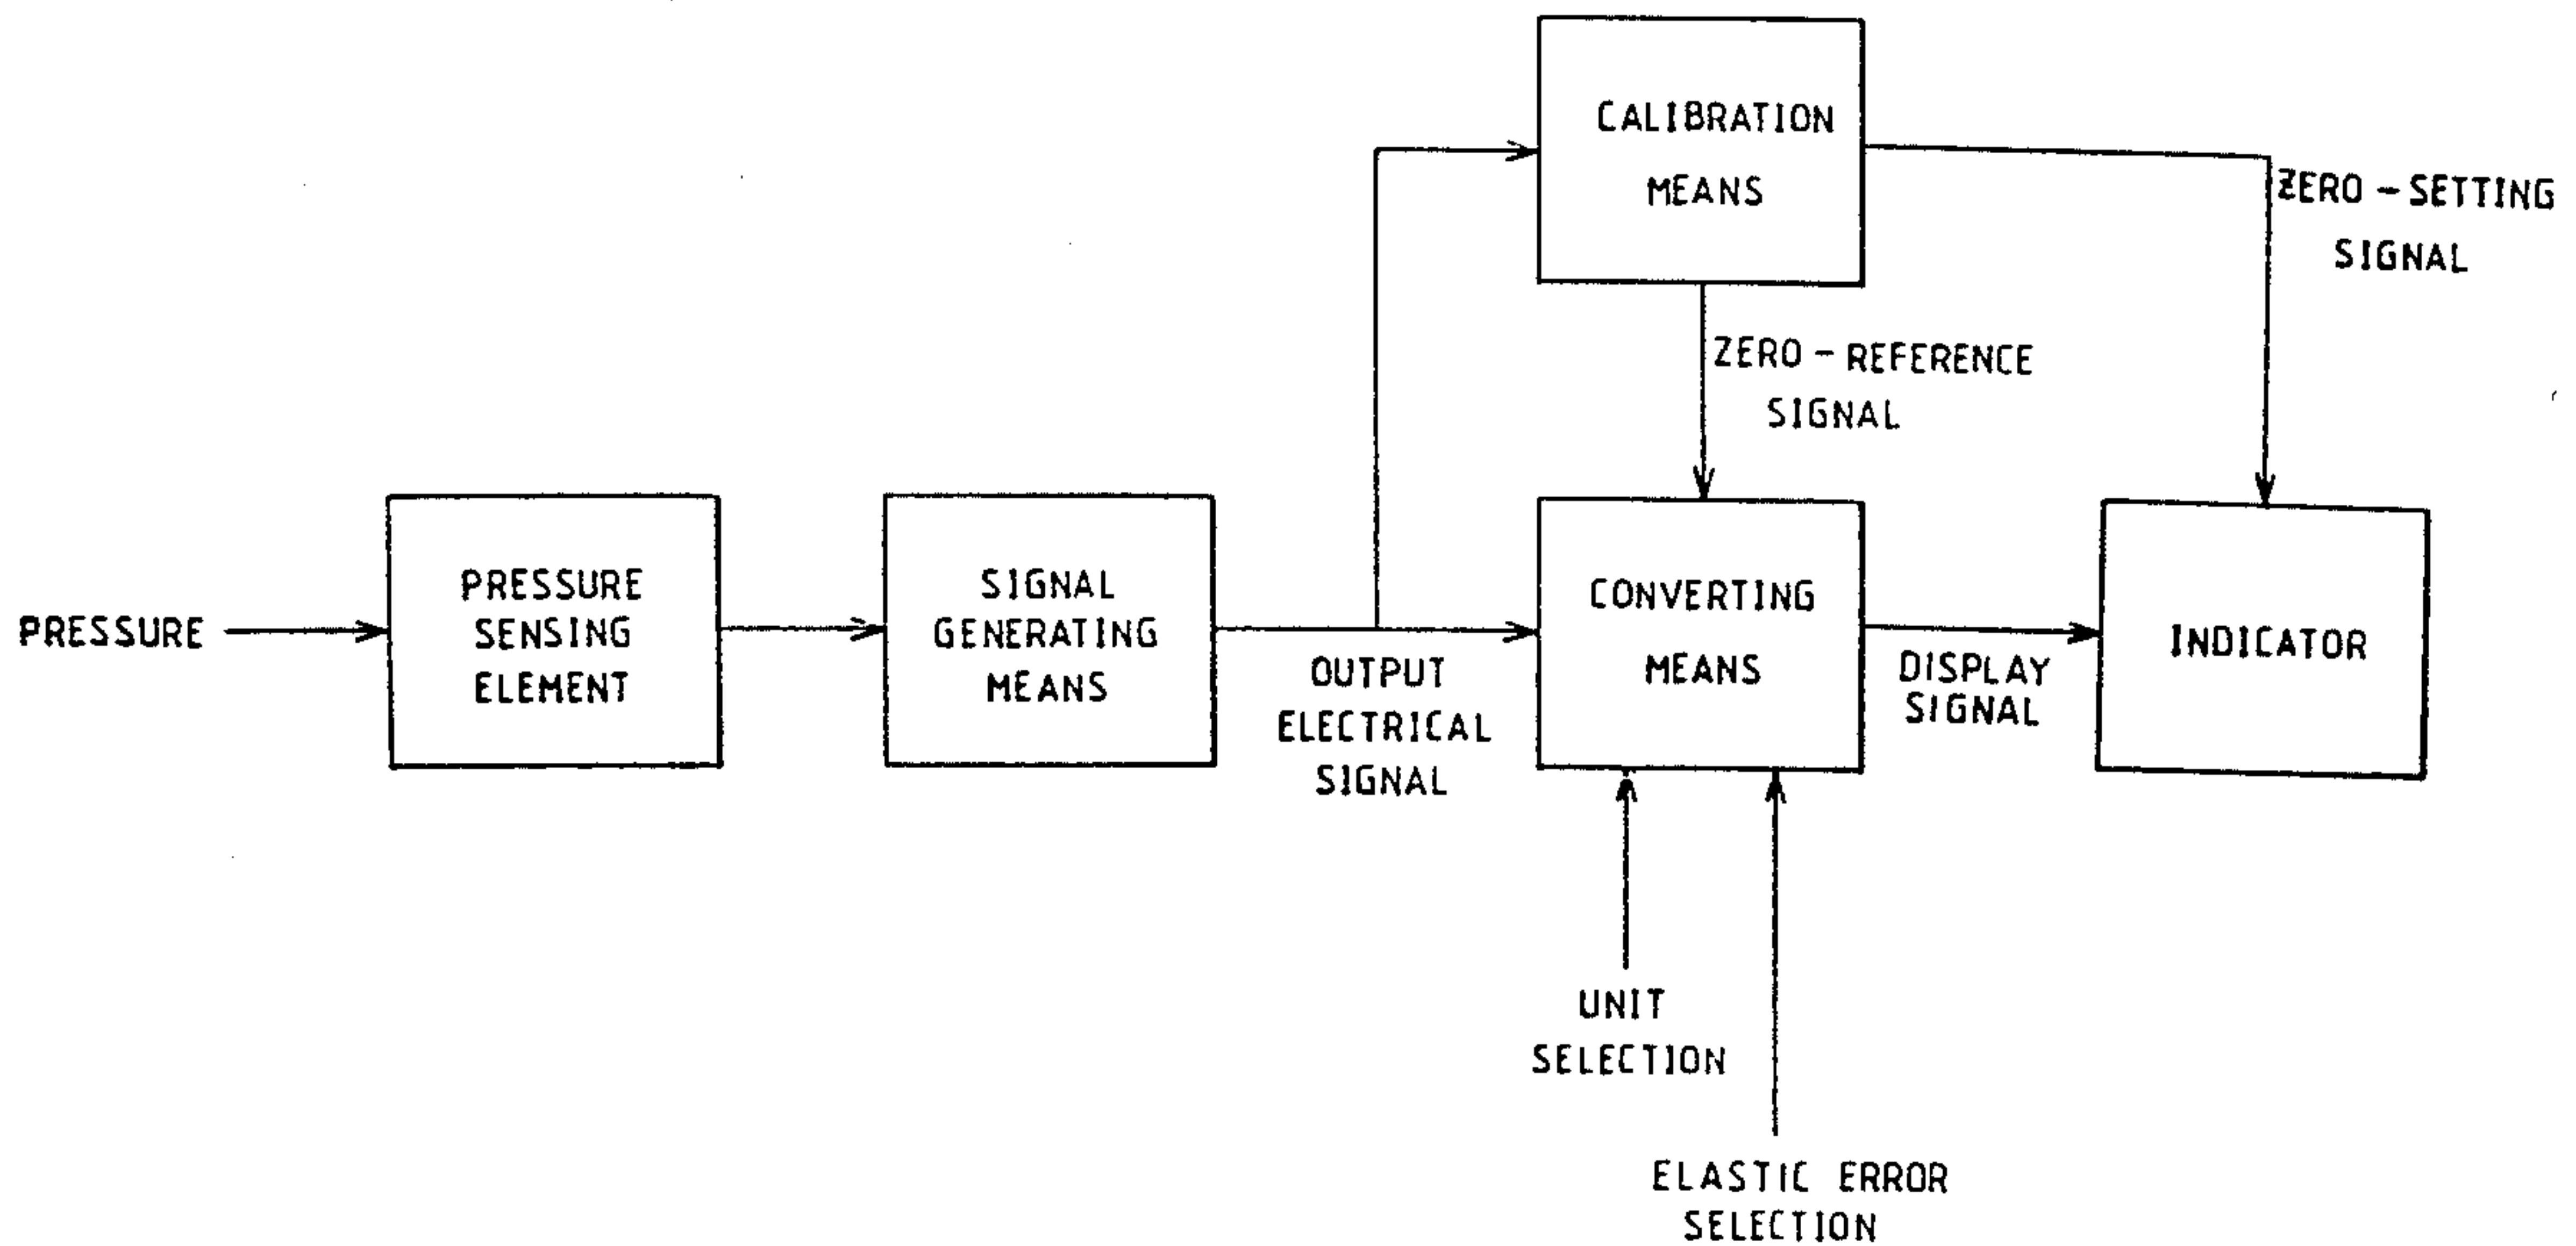 CALIBRATION
MEANS
ZERO - SETTING
SIGNAL
ZERO - REFERENCE
SIGNAL
PRESSURE
PRESSURE
SENSING
ELEMENT
SIGNAL
GENERATING
MEANS
OUTPUT
ELECTRICAL
SIGNAL
CONVERTING
MEANS
DISPLAY
SIGNAL
INDICATOR
UNIT
SELECTION
ELASTIC ERROR
SELECTION